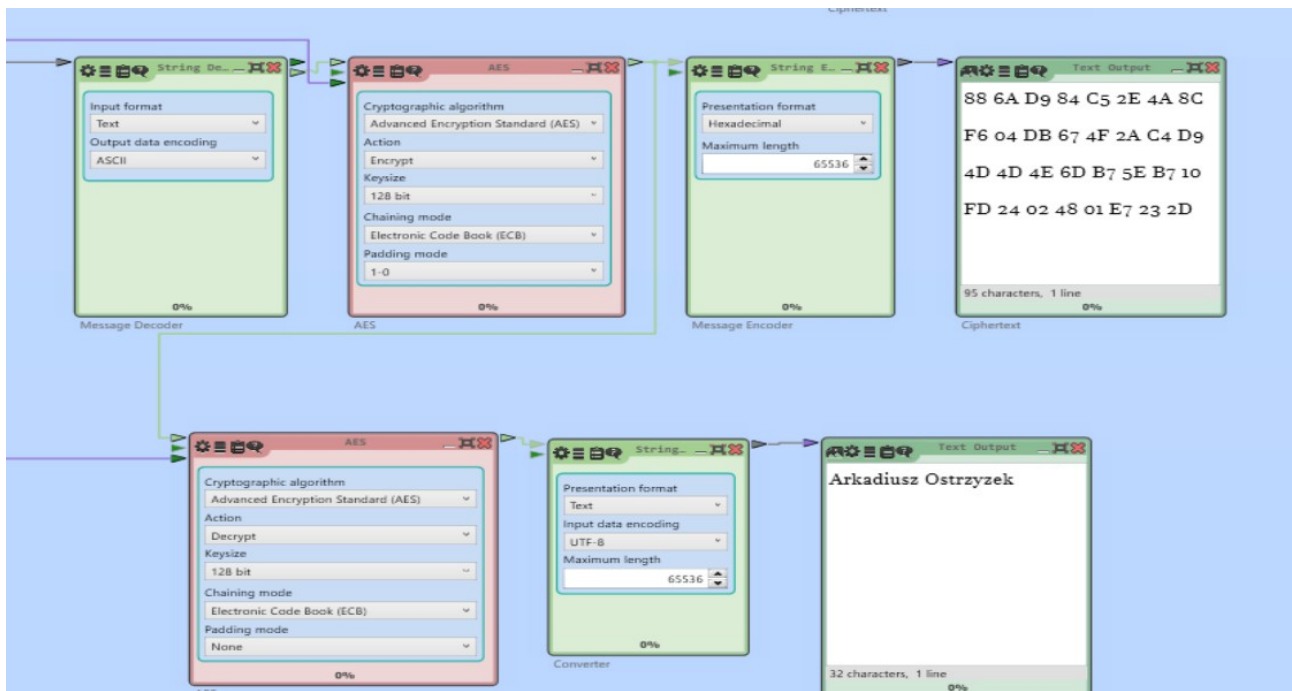 Ciphertext
String De…
AES
String E…
Text Output
Input format
Text
Output data encoding
ASCII
0%
Message Decoder
Cryptographic algorithm
Advanced Encryption Standard (AES)
Action
Encrypt
Keysize
128 bit
Chaining mode
Electronic Code Book (ECB)
Padding mode
1-0
0%
AES
Presentation format
Hexadecimal
Maximum length
65536
0%
Message Encoder
88 6A D9 84 C5 2E 4A 8C
F6 04 DB 67 4F 2A C4 D9
4D 4D 4E 6D B7 5E B7 10
FD 24 02 48 01 E7 23 2D
95 characters, 1 line
0%
Ciphertext
AES
String…
Text Output
Cryptographic algorithm
Advanced Encryption Standard (AES)
Action
Decrypt
Keysize
128 bit
Chaining mode
Electronic Code Book (ECB)
Padding mode
None
0%
AES
Presentation format
Text
Input data encoding
UTF-8
Maximum length
65536
0%
Converter
Arkadiusz Ostrzyzek
32 characters, 1 line
0%